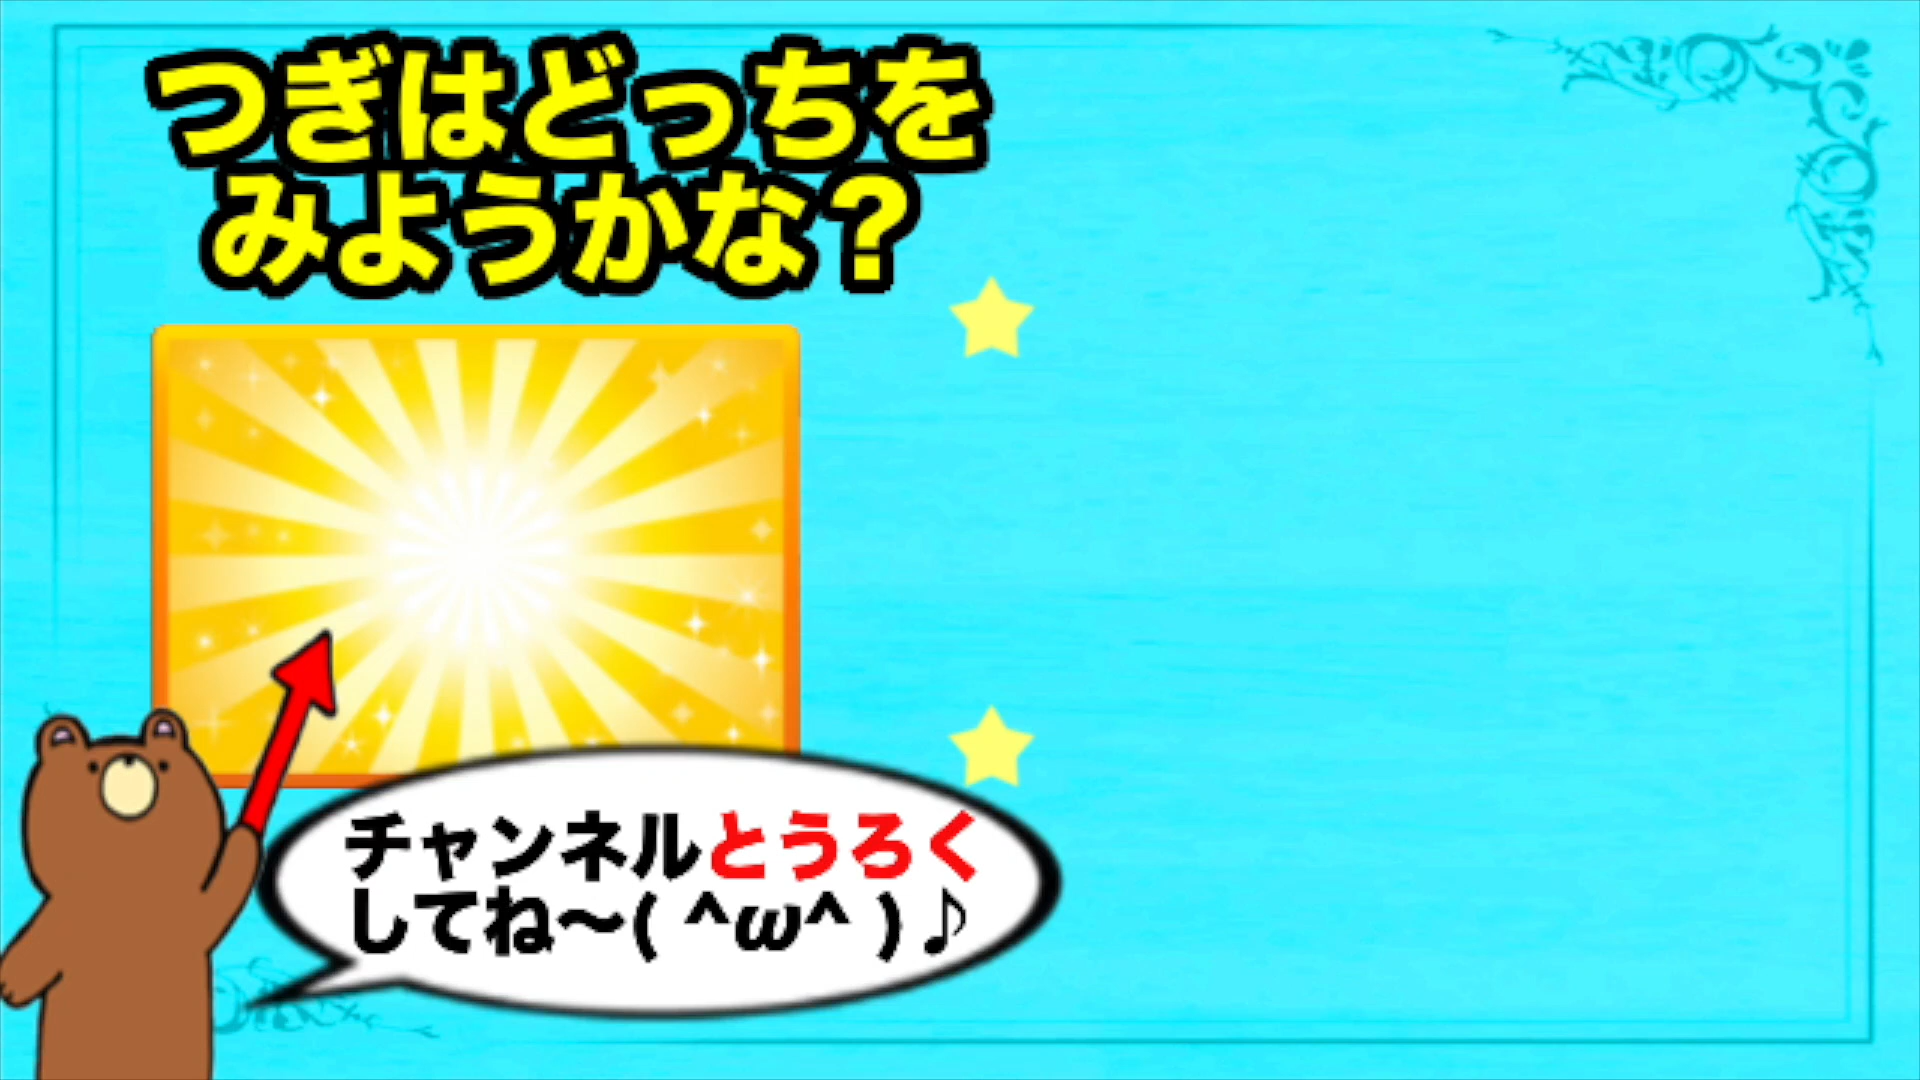 つぎはどっちを
みようかな？
チャンネルとうろく
してね〜( ^ω^ )♪